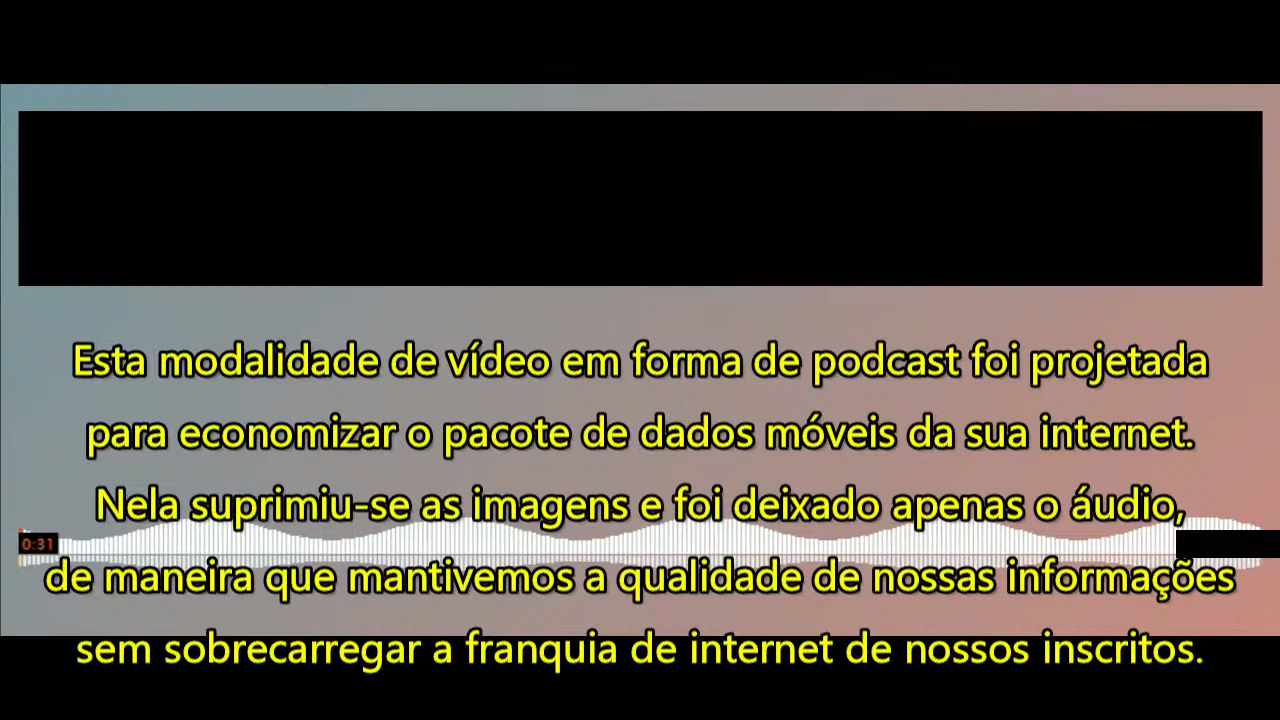 Esta modalidade de vídeo em forma de podcast foi projetada
para economizar o pacote de dados móveis da sua internet.
Nela suprimiu-se as imagens e foi deixado apenas o áudio,
0:31
de maneira que mantivemos a qualidade de nossas informações
sem sobrecarregar a franquia de internet de nossos inscritos.